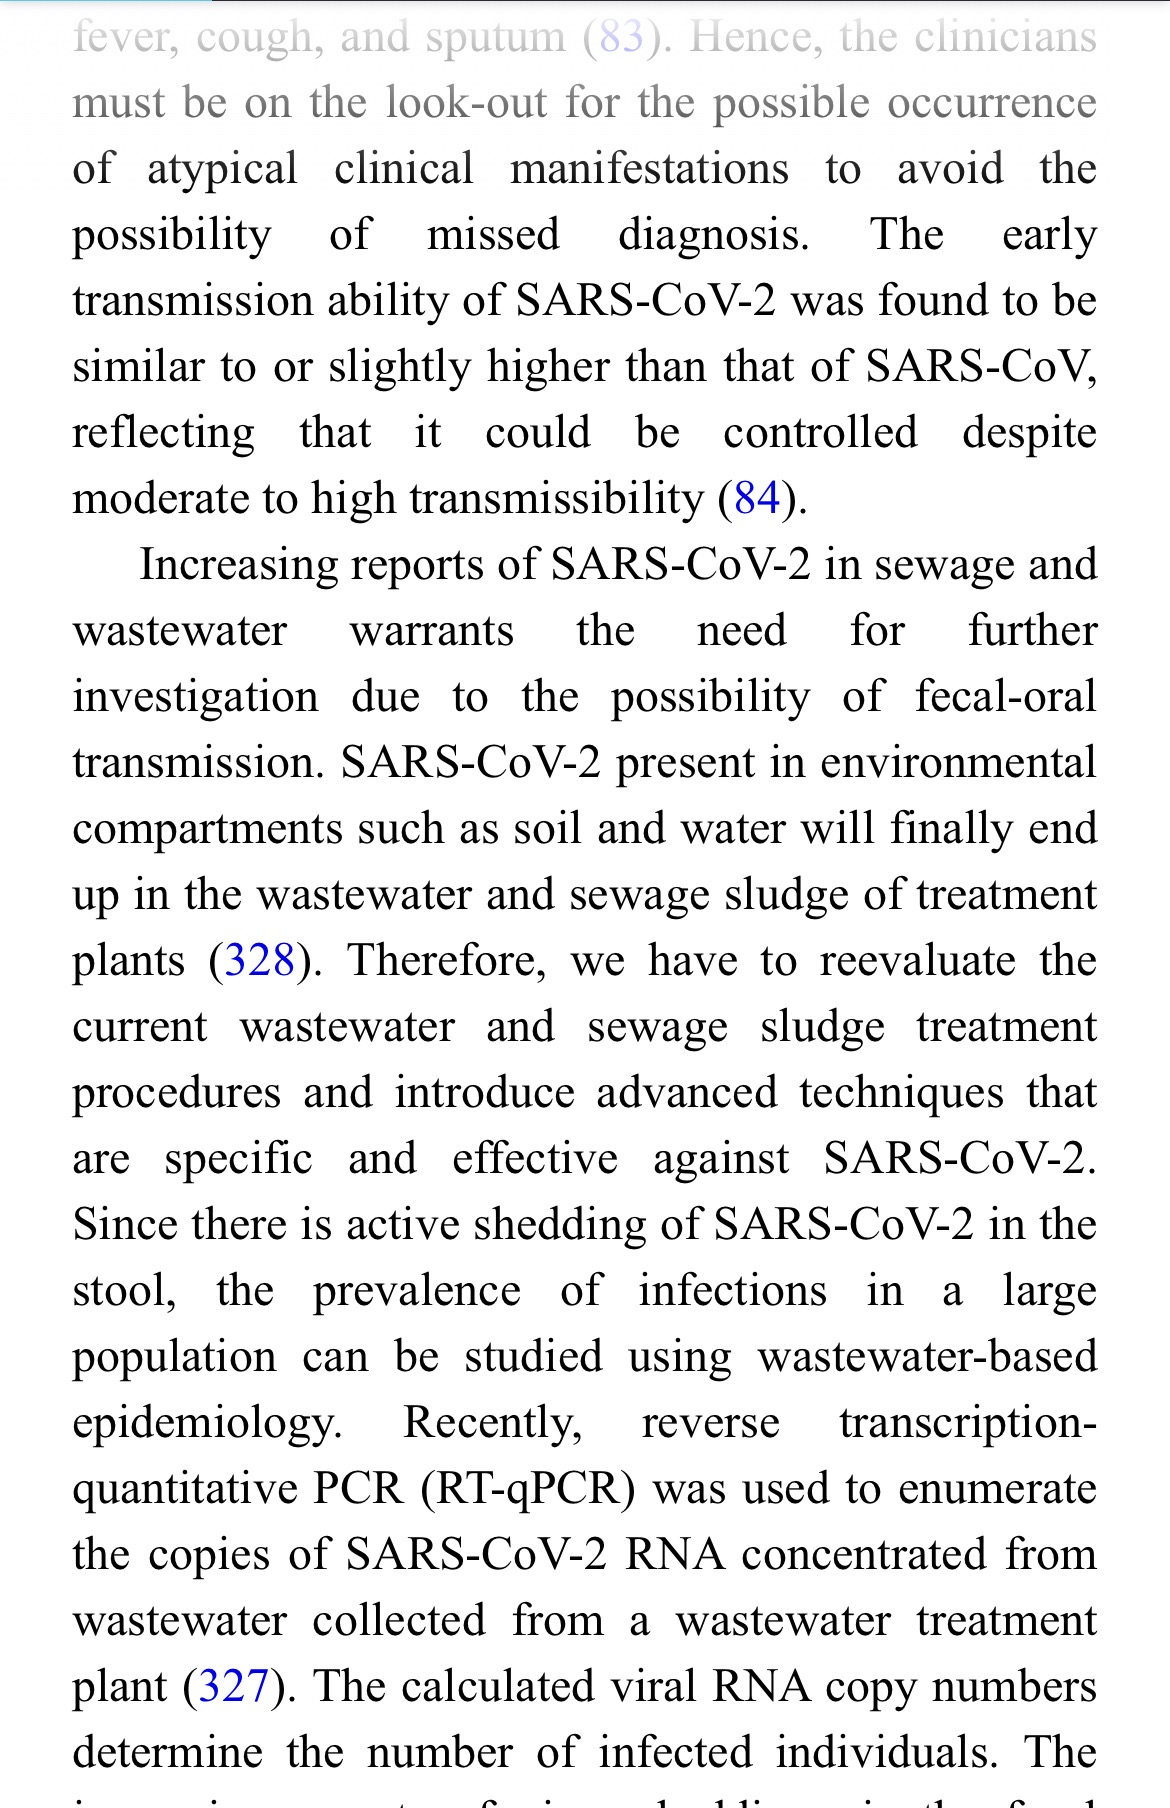 fever, cough, and sputum (83). Hence, the clinicians
must be on the look-out for the possible occurrence
of atypical clinical manifestations to avoid the
possibility of missed diagnosis. The early
transmission ability of SARS-CoV-2 was found to be
similar to or slightly higher than that of SARS-CoV,
reflecting that it could be controlled despite
moderate to high transmissibility (84).
Increasing reports of SARS-CoV-2 in sewage and
wastewater warrants the need for further
investigation due to the possibility of fecal-oral
transmission. SARS-CoV-2 present in environmental
compartments such as soil and water will finally end
up in the wastewater and sewage sludge of treatment
plants (328). Therefore, we have to reevaluate the
current wastewater and sewage sludge treatment
procedures and introduce advanced techniques that
are specific and effective against SARS-CoV-2.
Since there is active shedding of SARS-CoV-2 in the
stool, the prevalence of infections in a large
population can be studied using wastewater-based
epidemiology. Recently, reverse transcription-
quantitative PCR (RT-qPCR) was used to enumerate
the copies of SARS-CoV-2 RNA concentrated from
wastewater collected from a wastewater treatment
plant (327). The calculated viral RNA copy numbers
determine the number of infected individuals. The